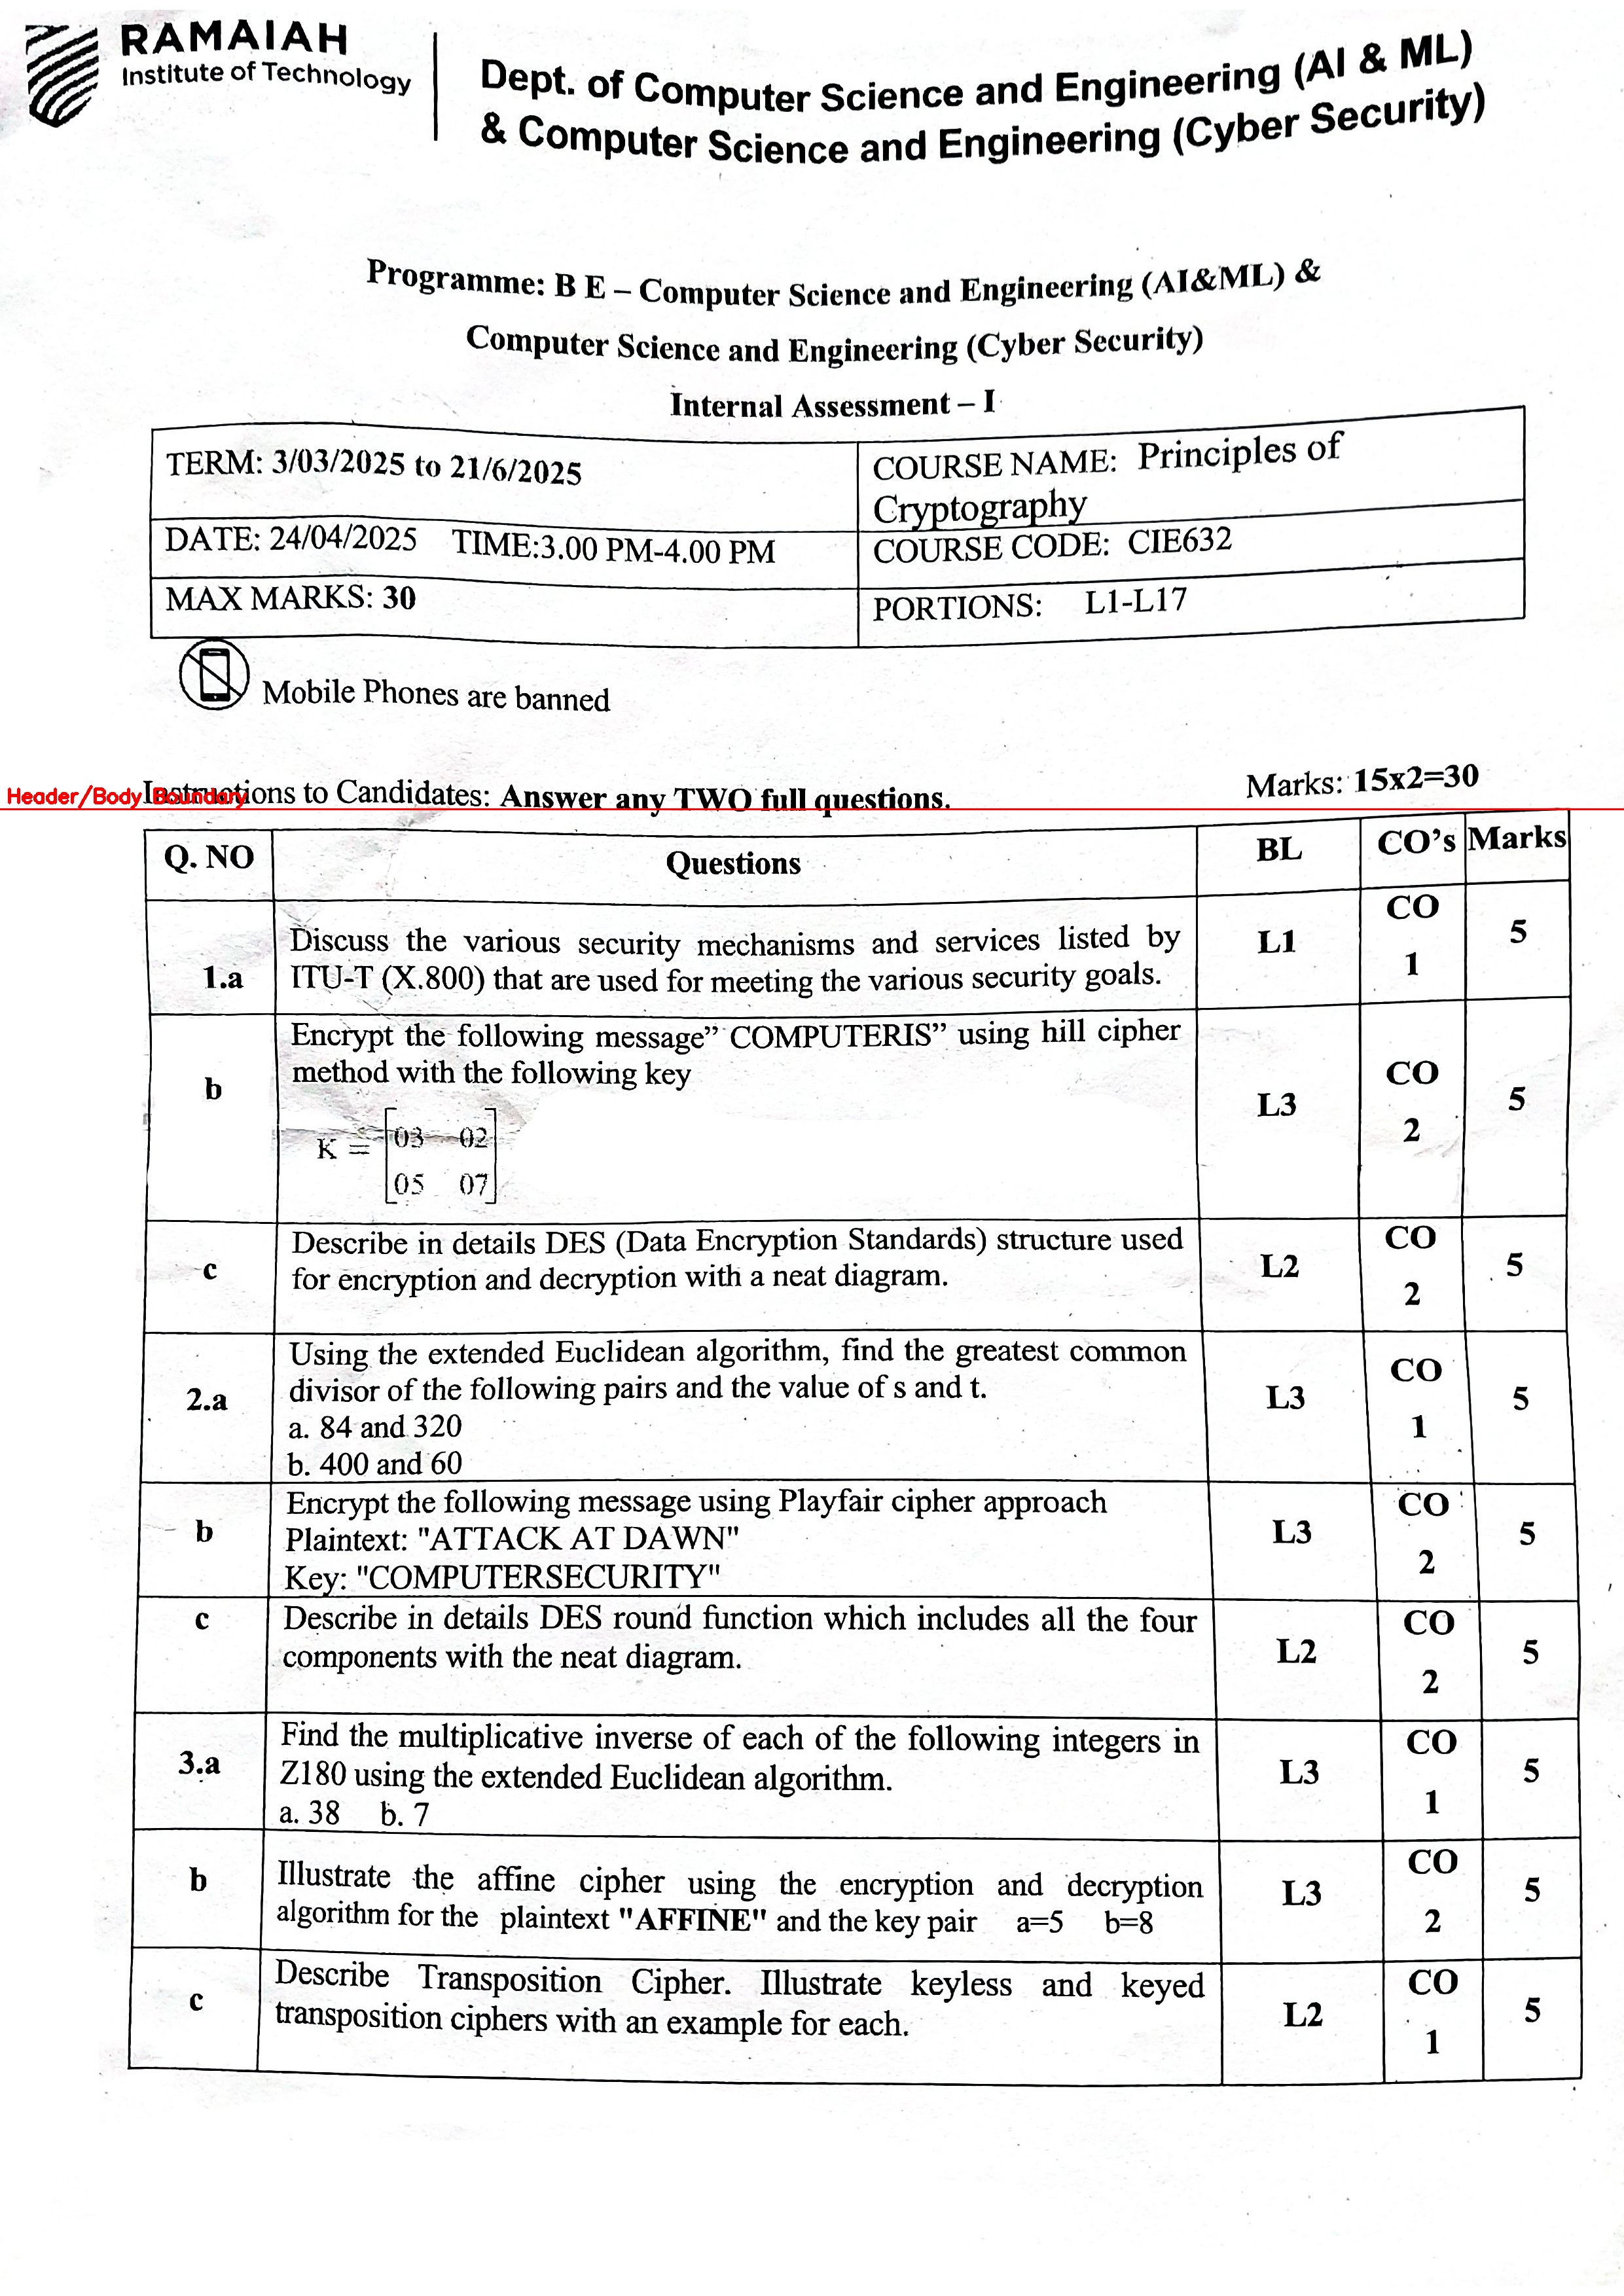 RAMAIAH
Institute of Technology
Dept. of Computer Science and Engineering (AI & ML)
& Computer Science and Engineering (Cyber Security)
Programme: B E – Computer Science and Engineering (AI&ML) &
Computer Science and Engineering (Cyber Security)
Internal Assessment – I
TERM: 3/03/2025 to 21/6/2025
COURSE NAME: Principles of
Cryptography
DATE: 24/04/2025 TIME:3.00 PM-4.00 PM
COURSE CODE: CIE632
MAX MARKS: 30
PORTIONS: L1-L17
Mobile Phones are banned
Header/Body Boundary
Instructions to Candidates: Answer any TWO full questions.
Marks: 15x2=30
Q. NO Questions BL CO's Marks
1.a
Discuss the various security mechanisms and services listed by
ITU-T (X.800) that are used for meeting the various security goals.
L1
CO
1
5
b
Encrypt the following message” COMPUTERIS” using hill cipher
method with the following key
K = [03 02
05 07]
L3
CO
2
5
c
Describe in details DES (Data Encryption Standards) structure used
for encryption and decryption with a neat diagram.
L2
CO
2
5
2.a
Using the extended Euclidean algorithm, find the greatest common
divisor of the following pairs and the value of s and t.
a. 84 and 320
b. 400 and 60
L3
CO
1
5
b
Encrypt the following message using Playfair cipher approach
Plaintext: "ATTACK AT DAWN"
Key: "COMPUTERSECURITY"
L3
CO
2
5
c
Describe in details DES round function which includes all the four
components with the neat diagram.
L2
CO
2
5
3.a
Find the multiplicative inverse of each of the following integers in
Z180 using the extended Euclidean algorithm.
a. 38 b. 7
L3
CO
1
5
b
Illustrate the affine cipher using the encryption and decryption
algorithm for the plaintext "AFFINE" and the key pair a=5 b=8
L3
CO
2
5
c
Describe Transposition Cipher. Illustrate keyless and keyed
transposition ciphers with an example for each.
L2
CO
1
5